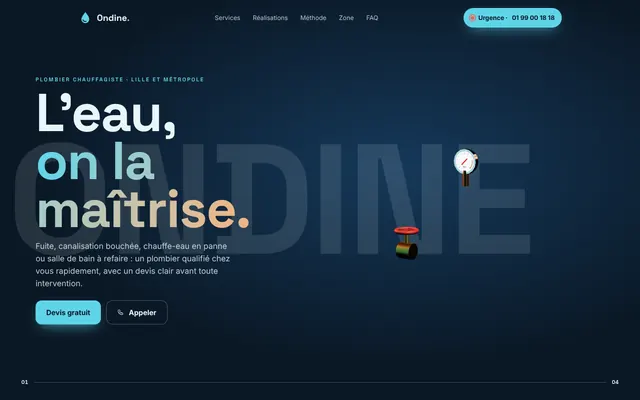 Ondine.
Services
Réalisations
Méthode
Zone
FAQ
Urgence · 01 99 00 18 18
PLOMBIER CHAUFFAGISTE · LILLE ET MÉTROPOLE
ONDINE
L’eau,
on la
maîtrise.
Fuite, canalisation bouchée, chauffe-eau en panne
ou salle de bain à refaire : un plombier qualifié chez
vous rapidement, avec un devis clair avant toute
intervention.
Devis gratuit
Appeler
01
04